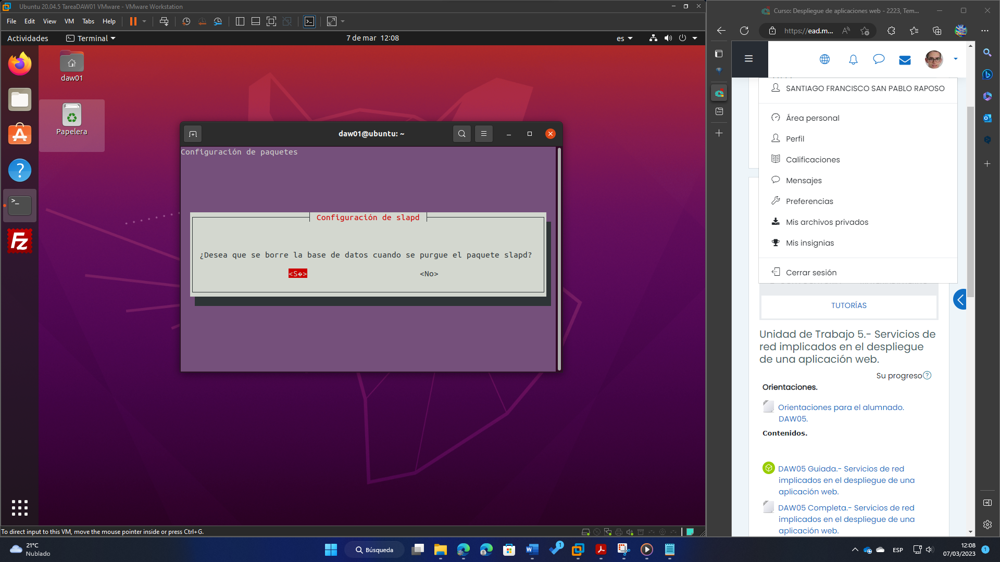 Ubuntu 20.04.5 TareaDAW01 VMware - VMware Workstation
File Edit View VM Tabs Help
Actividades
Terminal
7 de mar 12:08
es
daw01
Papelera
daw01@ubuntu: ~
Configuración de paquetes
Configuración de slapd
¿Desea que se borre la base de datos cuando se purgue el paquete slapd?
<S�> <No>
To direct input to this VM, move the mouse pointer inside or press Ctrl+G.
Curso: Despliegue de aplicaciones web - 2223, Tem...
https://ead.m...
SANTIAGO FRANCISCO SAN PABLO RAPOSO
Área personal
Perfil
Calificaciones
Mensajes
Preferencias
Mis archivos privados
Mis insignias
Cerrar sesión
TUTORÍAS
Unidad de Trabajo 5.- Servicios de
red implicados en el despliegue
de una aplicación web.
Su progreso
Orientaciones.
Orientaciones para el alumnado.
DAW05.
Contenidos.
DAW05 Guiada.- Servicios de red
implicados en el despliegue de una
aplicación web.
DAW05 Completa.- Servicios de red
implicados en el despliegue de una
aplicación web.
21°C
Nublado
Búsqueda
1
ESP
12:08
07/03/2023
1